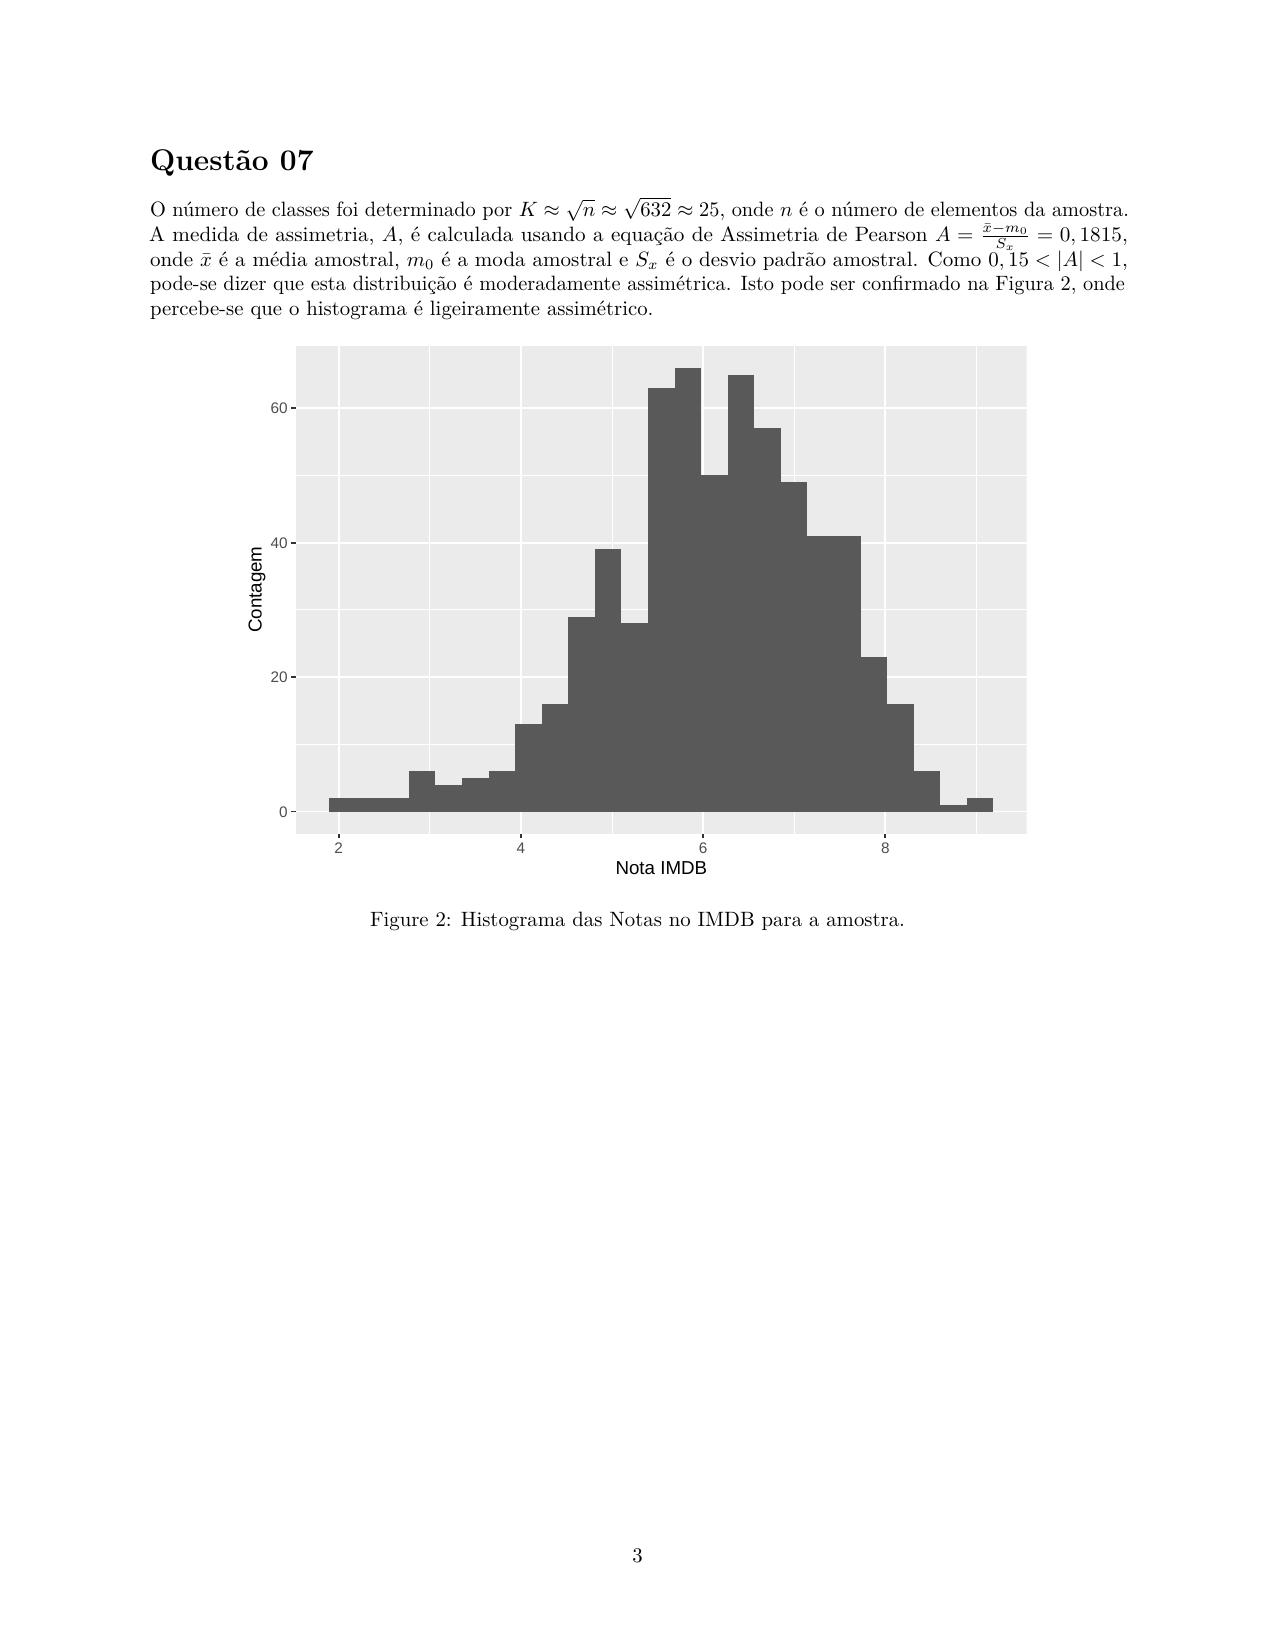 Questão 07
O número de classes foi determinado por K ≈ √n ≈ √632 ≈ 25, onde n é o número de elementos da amostra.
A medida de assimetria, A, é calculada usando a equação de Assimetria de Pearson A = (x̄−m₀)/Sₓ = 0, 1815,
onde x̄ é a média amostral, m₀ é a moda amostral e Sₓ é o desvio padrão amostral. Como 0, 15 < |A| < 1,
pode-se dizer que esta distribuição é moderadamente assimétrica. Isto pode ser confirmado na Figura 2, onde
percebe-se que o histograma é ligeiramente assimétrico.
60
40
20
0
Contagem
2 4 6 8
Nota IMDB
Figure 2: Histograma das Notas no IMDB para a amostra.
3